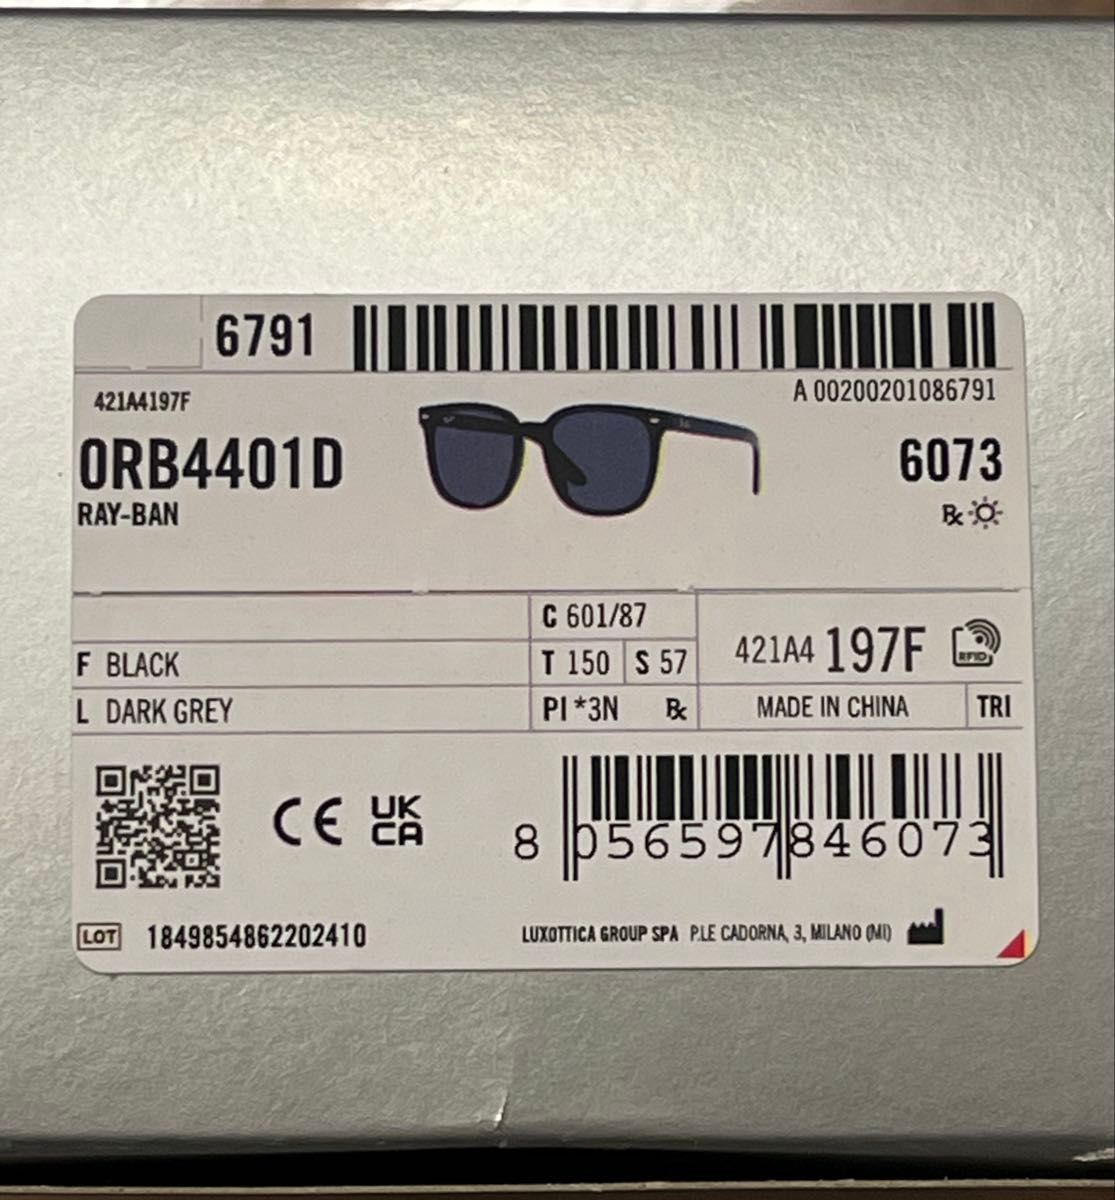 6791
A 00200201086791
421A4197F
0RB4401D
RAY-BAN
6073
℞
C 601/87
F BLACK
T 150
S 57
421A4 197F
RFID
L DARK GREY
PI *3N ℞
MADE IN CHINA
TRI
CE
UK
CA
8 056597 846073
LOT 1849854862202410
LUXOTTICA GROUP SPA P.LE CADORNA, 3, MILANO (MI)